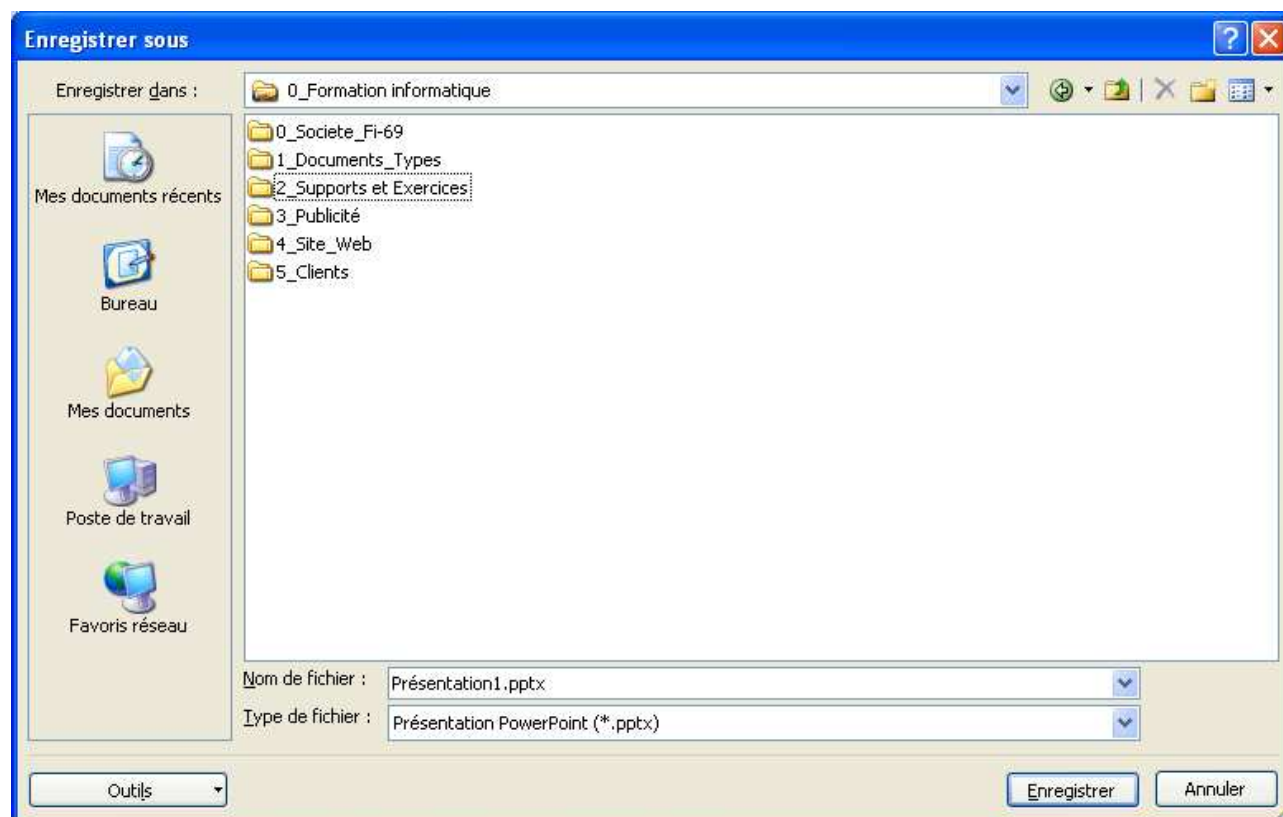 Enregistrer sous
Enregistrer dans :
0_Formation informatique
Mes documents récents
Bureau
Mes documents
Poste de travail
Favoris réseau
0_Societe_Fi-69
1_Documents_Types
2_Supports et Exercices
3_Publicité
4_Site_Web
5_Clients
Nom de fichier :
Présentation1.pptx
Type de fichier :
Présentation PowerPoint (*.pptx)
Outils
Enregistrer
Annuler